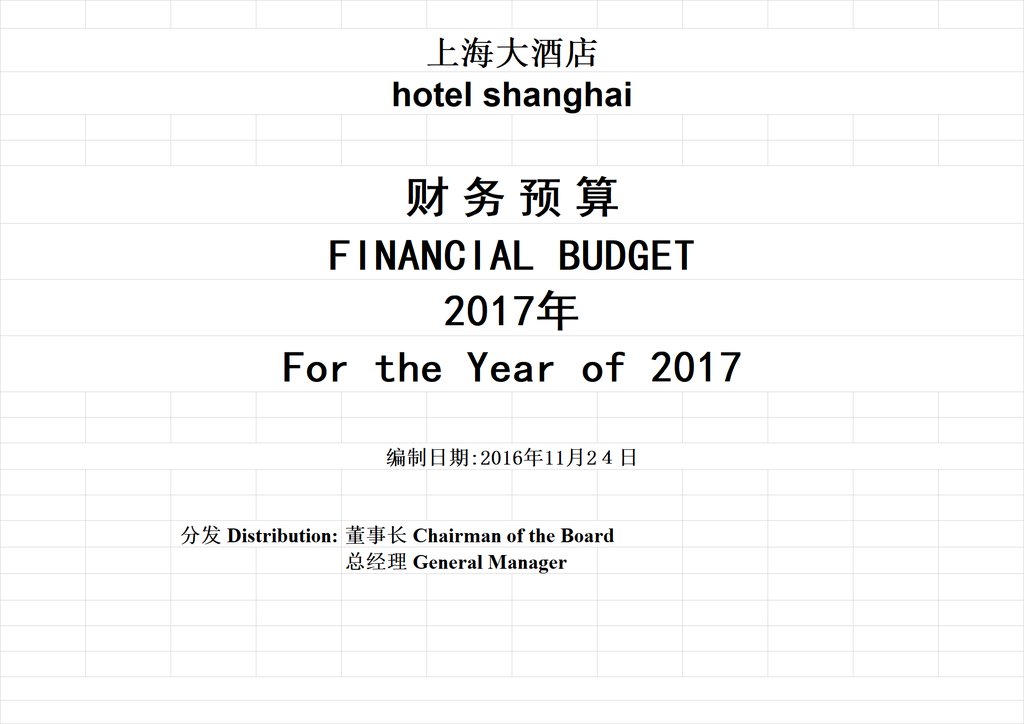 上海大酒店
hotel shanghai
财务预算
FINANCIAL BUDGET
2017年
For the Year of 2017
编制日期:2016年11月2４日
分发 Distribution: 董事长 Chairman of the Board
总经理 General Manager